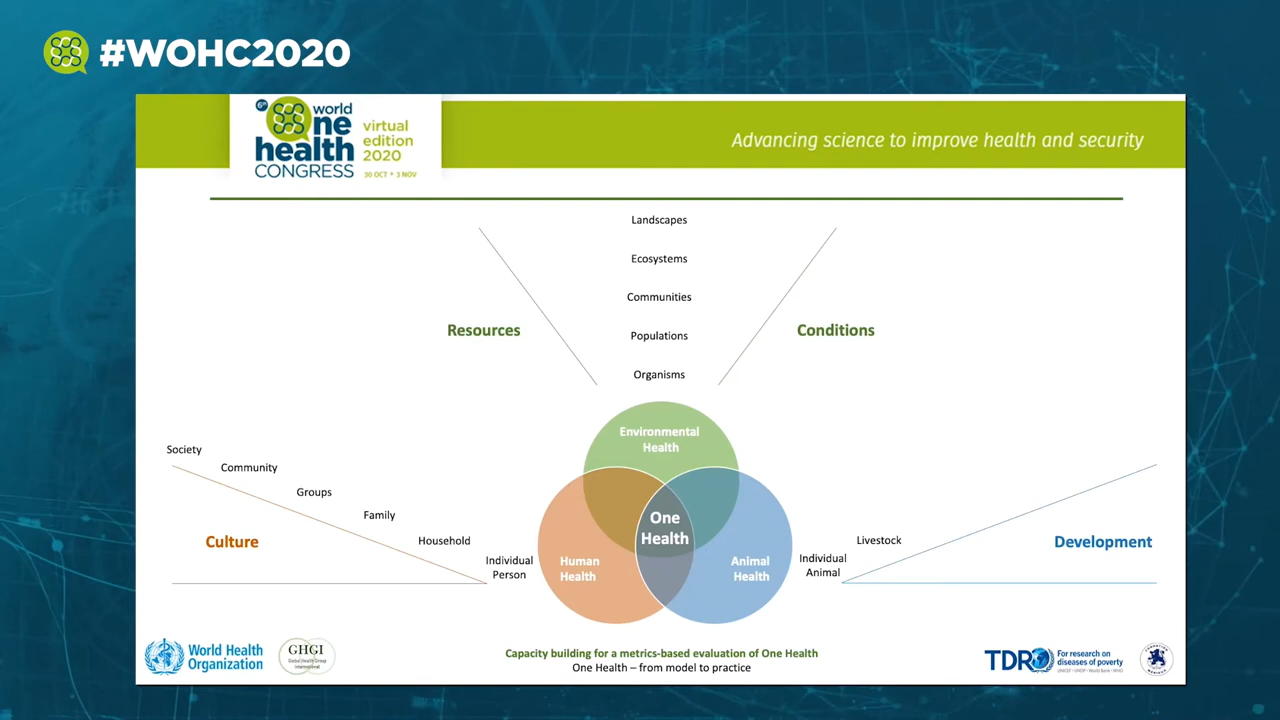 #WOHC2020
6th world
One
health
CONGRESS
virtual
edition
2020
30 OCT • 3 NOV
Advancing science to improve health and security
Landscapes
Ecosystems
Communities
Populations
Organisms
Resources
Conditions
Environmental
Health
Society
Community
Groups
Family
Household
Individual
Person
Culture
One
Health
Human
Health
Animal
Health
Livestock
Individual
Animal
Development
World Health
Organization
GHGI
Global Health Group
International
Capacity building for a metrics-based evaluation of One Health
One Health – from model to practice
TDR
For research on
diseases of poverty
UNICEF • UNDP • World Bank • WHO